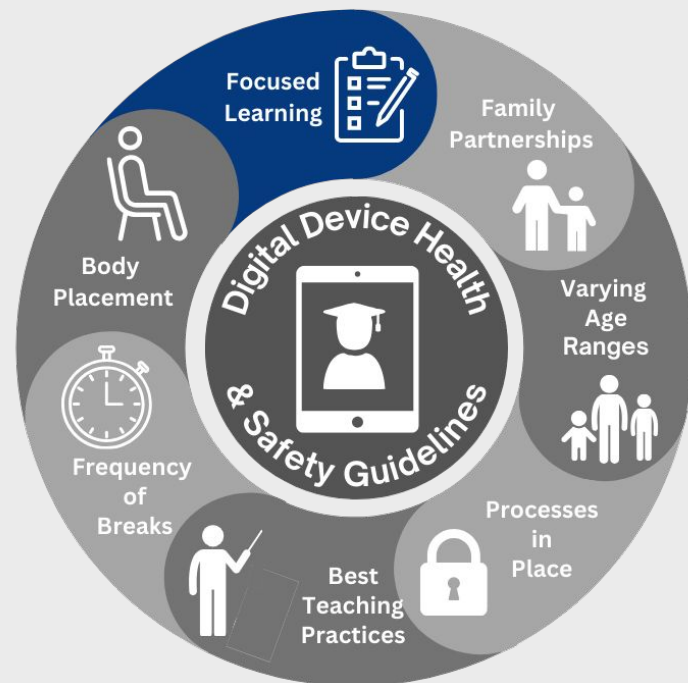 Focused
Learning
Family
Partnerships
Varying
Age
Ranges
Processes
in
Place
Best
Teaching
Practices
Frequency
of
Breaks
Body
Placement
Digital Device Health
& Safety Guidelines